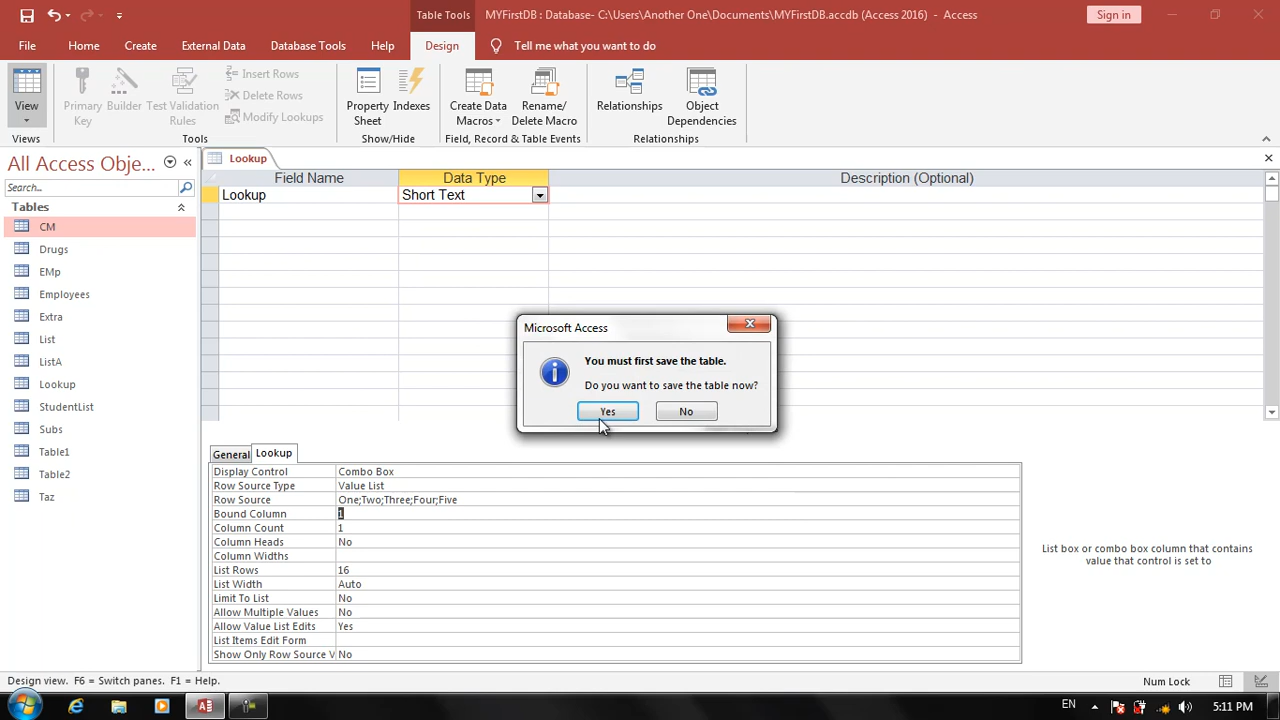 Table Tools
MYFirstDB : Database- C:\Users\Another One\Documents\MYFirstDB.accdb (Access 2016) - Access
Sign in
File Home Create External Data Database Tools Help Design Tell me what you want to do
View
Primary Key
Builder
Test Validation Rules
Insert Rows
Delete Rows
Modify Lookups
Property Sheet
Indexes
Create Data Macros
Rename/ Delete Macro
Relationships
Object Dependencies
Views Tools Show/Hide Field, Record & Table Events Relationships
All Access Obje...
Search...
Tables
CM
Drugs
EMp
Employees
Extra
List
ListA
Lookup
StudentList
Subs
Table1
Table2
Taz
Lookup
Field Name Data Type Description (Optional)
Lookup Short Text
Microsoft Access
You must first save the table.
Do you want to save the table now?
Yes No
General Lookup
Display Control Combo Box
Row Source Type Value List
Row Source One;Two;Three;Four;Five
Bound Column 1
Column Count 1
Column Heads No
Column Widths
List Rows 16
List Width Auto
Limit To List No
Allow Multiple Values No
Allow Value List Edits Yes
List Items Edit Form
Show Only Row Source V No
List box or combo box column that contains
value that control is set to
Design view. F6 = Switch panes. F1 = Help.
Num Lock
EN
5:11 PM